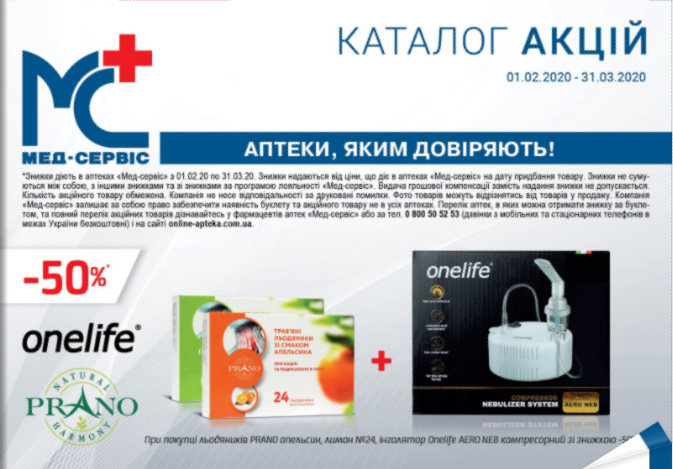 КАТАЛОГ АКЦІЙ
01.02.2020 - 31.03.2020
МС
МЕД·СЕРВІС
АПТЕКИ, ЯКИМ ДОВІРЯЮТЬ!
*Знижки діють в аптеках «Мед-сервіс» з 01.02.20 по 31.03.20. Знижки надаються від ціни, що діє в аптеках «Мед-сервіс» на дату придбання товару. Знижки не суму-
ються між собою, з іншими знижками та зі знижками за програмою лояльності «Мед-сервіс». Видача грошової компенсації замість надання знижки не допускається.
Кількість акційного товару обмежена. Компанія не несе відповідальності за друковані помилки. Фото товарів можуть відрізнятись від товарів у продажу. Компанія
«Мед-сервіс» залишає за собою право забезпечити наявність буклету та акційного товару не в усіх аптеках. Перелік аптек, в яких можна отримати знижку за букле-
том, та повний перелік акційних товарів дізнавайтесь у фармацевтів аптек «Мед-сервіс» або за тел. 0 800 50 52 53 (дзвінки з мобільних та стаціонарних телефонів в
межах України безкоштовні) і на сайті online-apteka.com.ua.
-50%*
onelife®
NATURAL
PRANO
HARMONY
ТРАВ'ЯНІ
ЛЬОДЯНИКИ
ЗІ СМАКОМ
АПЕЛЬСИНА
PRANO
24
+
onelife®
COMPRESSOR
NEBULIZER SYSTEM
AERO NEB
При покупці льодяників PRANO апельсин, лимон №24, інголятор Onelife AERO NEB компресорний зі знижкою -50